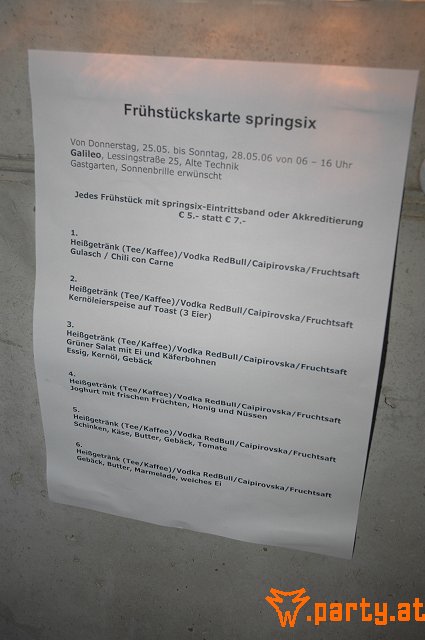 Frühstückskarte springsix
Von Donnerstag, 25.05. bis Sonntag, 28.05.06 von 06 – 16 Uhr
Galileo, Lessingstraße 25, Alte Technik
Gastgarten, Sonnenbrille erwünscht
Jedes Frühstück mit springsix-Eintrittsband oder Akkreditierung
€ 5.- statt € 7.-
1.
Heißgetränk (Tee/Kaffee)/Vodka RedBull/Caipirovska/Fruchtsaft
Gulasch / Chili con Carne
2.
Heißgetränk (Tee/Kaffee)/Vodka RedBull/Caipirovska/Fruchtsaft
Kernöleierspeise auf Toast (3 Eier)
3.
Heißgetränk (Tee/Kaffee)/Vodka RedBull/Caipirovska/Fruchtsaft
Grüner Salat mit Ei und Käferbohnen
Essig, Kernöl, Gebäck
4.
Heißgetränk (Tee/Kaffee)/Vodka RedBull/Caipirovska/Fruchtsaft
Joghurt mit frischen Früchten, Honig und Nüssen
5.
Heißgetränk (Tee/Kaffee)/Vodka RedBull/Caipirovska/Fruchtsaft
Schinken, Käse, Butter, Gebäck, Tomate
6.
Heißgetränk (Tee/Kaffee)/Vodka RedBull/Caipirovska/Fruchtsaft
Gebäck, Butter, Marmelade, weiches Ei
.party.at